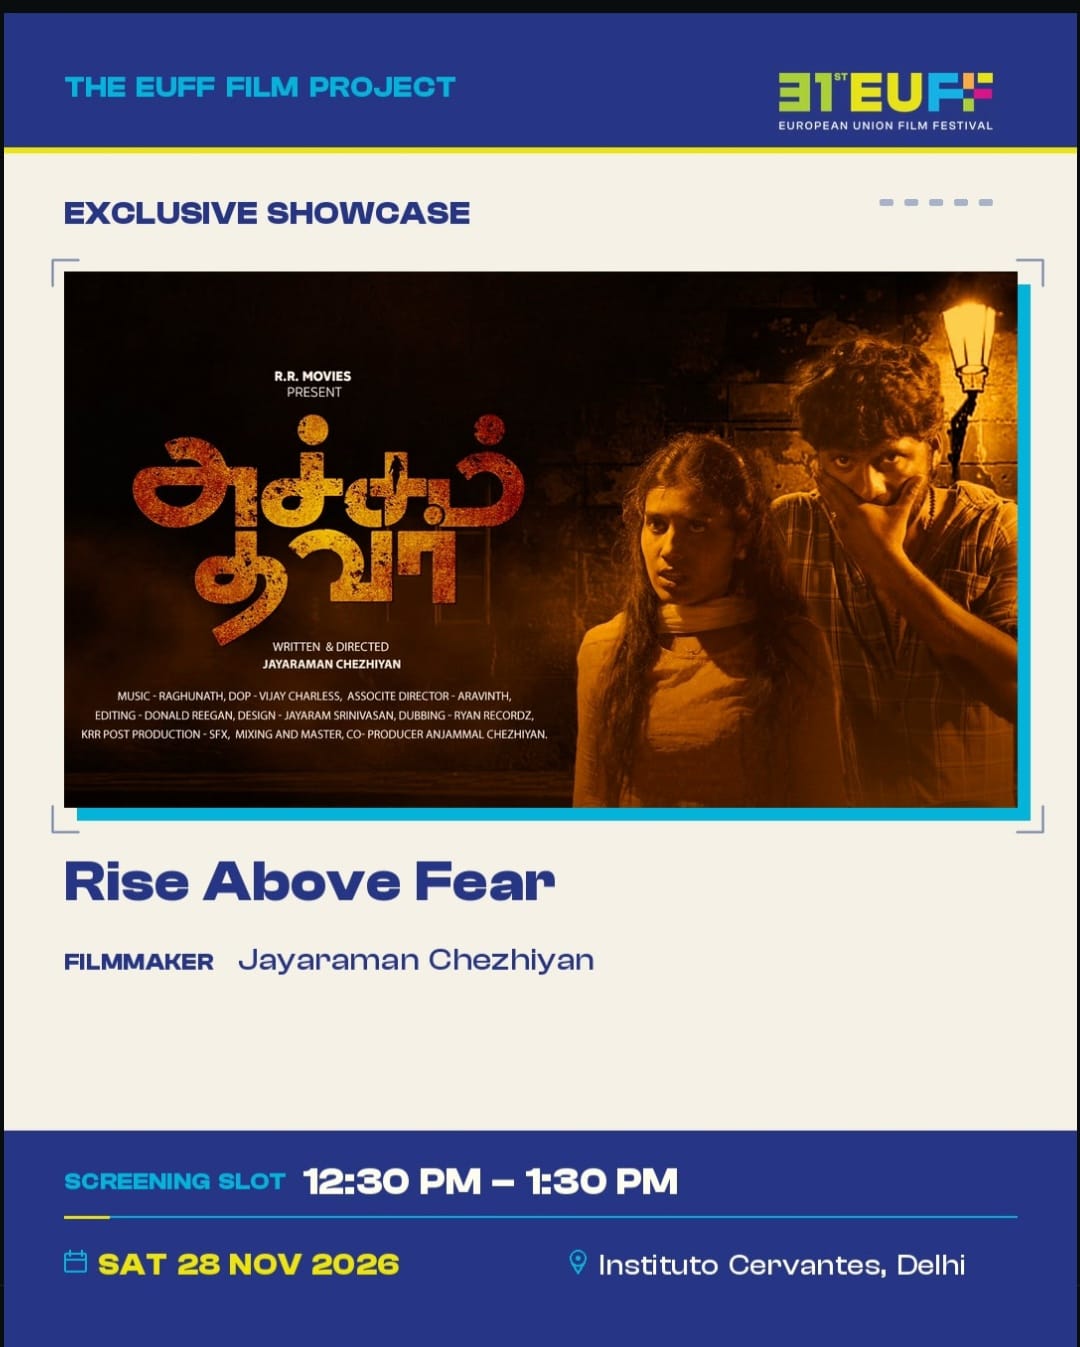 THE EUFF FILM PROJECT
31ST EUFF
EUROPEAN UNION FILM FESTIVAL
EXCLUSIVE SHOWCASE
R.R. MOVIES
PRESENT
அச்சம்
தவிர்
WRITTEN & DIRECTED
JAYARAMAN CHEZHIYAN
MUSIC - RAGHUNATH, DOP - VIJAY CHARLESS, ASSOCITE DIRECTOR - ARAVINTH,
EDITING - DONALD REEGAN, DESIGN - JAYARAM SRINIVASAN, DUBBING - RYAN RECORDZ,
KRR POST PRODUCTION - SFX, MIXING AND MASTER, CO- PRODUCER ANJAMMAL CHEZHIYAN.
Rise Above Fear
FILMMAKER Jayaraman Chezhiyan
SCREENING SLOT 12:30 PM – 1:30 PM
SAT 28 NOV 2026
Instituto Cervantes, Delhi